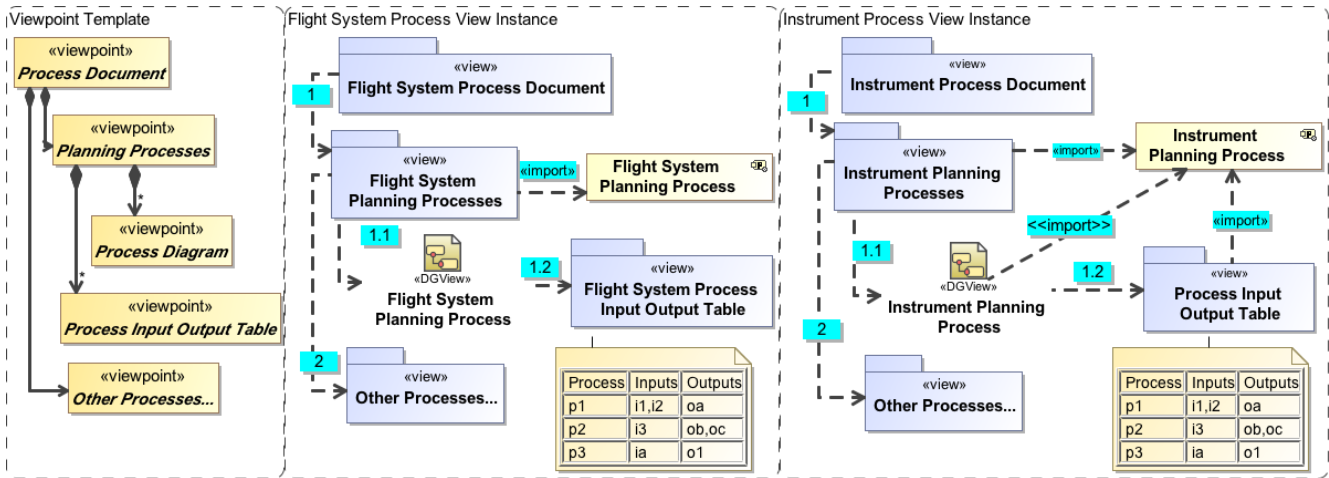 Viewpoint Template
«viewpoint»
Process Document
«viewpoint»
Planning Processes
*
«viewpoint»
Process Diagram
*
«viewpoint»
Process Input Output Table
«viewpoint»
Other Processes...
Flight System Process View Instance
«view»
Flight System Process Document
1
«view»
Flight System
Planning Processes
«import»
Flight System
Planning Process
1.1
«DGView»
Flight System
Planning Process
1.2
«view»
Flight System Process
Input Output Table
2
«view»
Other Processes...
Process Inputs Outputs
p1 i1,i2 oa
p2 i3 ob,oc
p3 ia o1
Instrument Process View Instance
«view»
Instrument Process Document
1
«view»
Instrument Planning
Processes
«import»
Instrument
Planning Process
<<import>>
«import»
1.1
«DGView»
Instrument Planning
Process
1.2
«view»
Process Input
Output Table
2
«view»
Other Processes...
Process Inputs Outputs
p1 i1,i2 oa
p2 i3 ob,oc
p3 ia o1